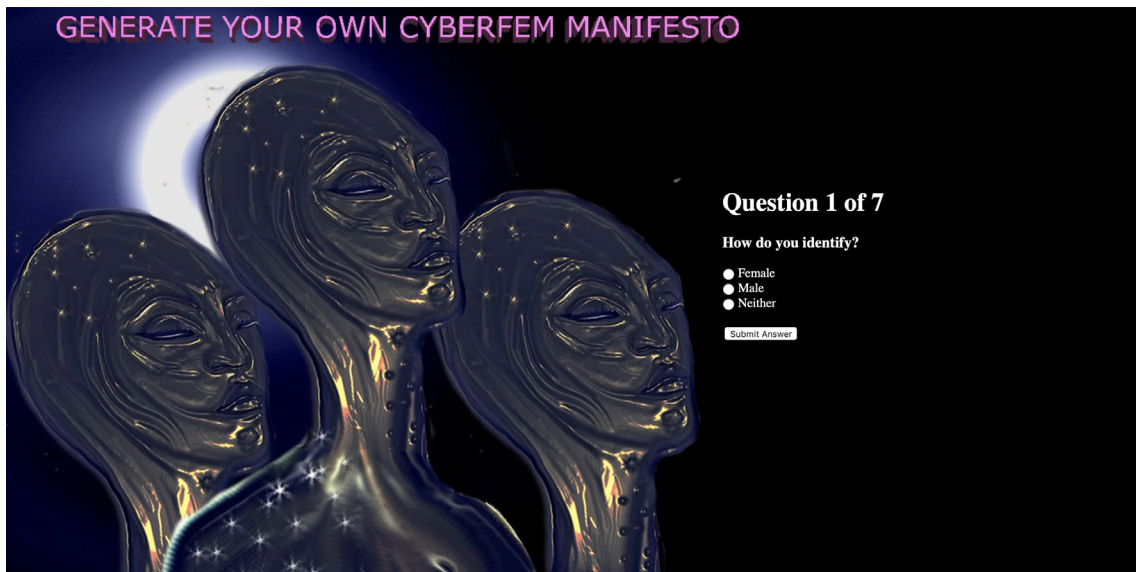 GENERATE YOUR OWN CYBERFEM MANIFESTO
Question 1 of 7
How do you identify?
Female
Male
Neither
Submit Answer